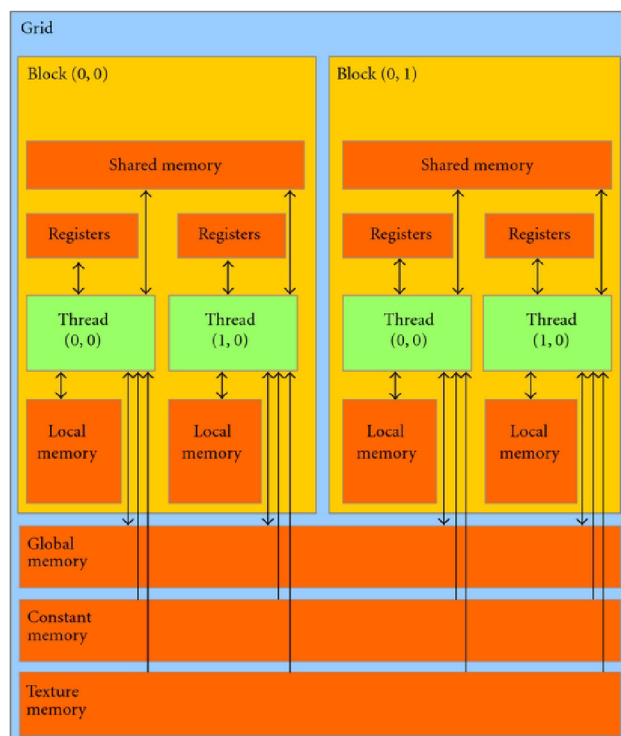 Grid
Block (0, 0)
Shared memory
Registers
Registers
Thread
(0, 0)
Thread
(1, 0)
Local
memory
Local
memory
Block (0, 1)
Shared memory
Registers
Registers
Thread
(0, 0)
Thread
(1, 0)
Local
memory
Local
memory
Global
memory
Constant
memory
Texture
memory